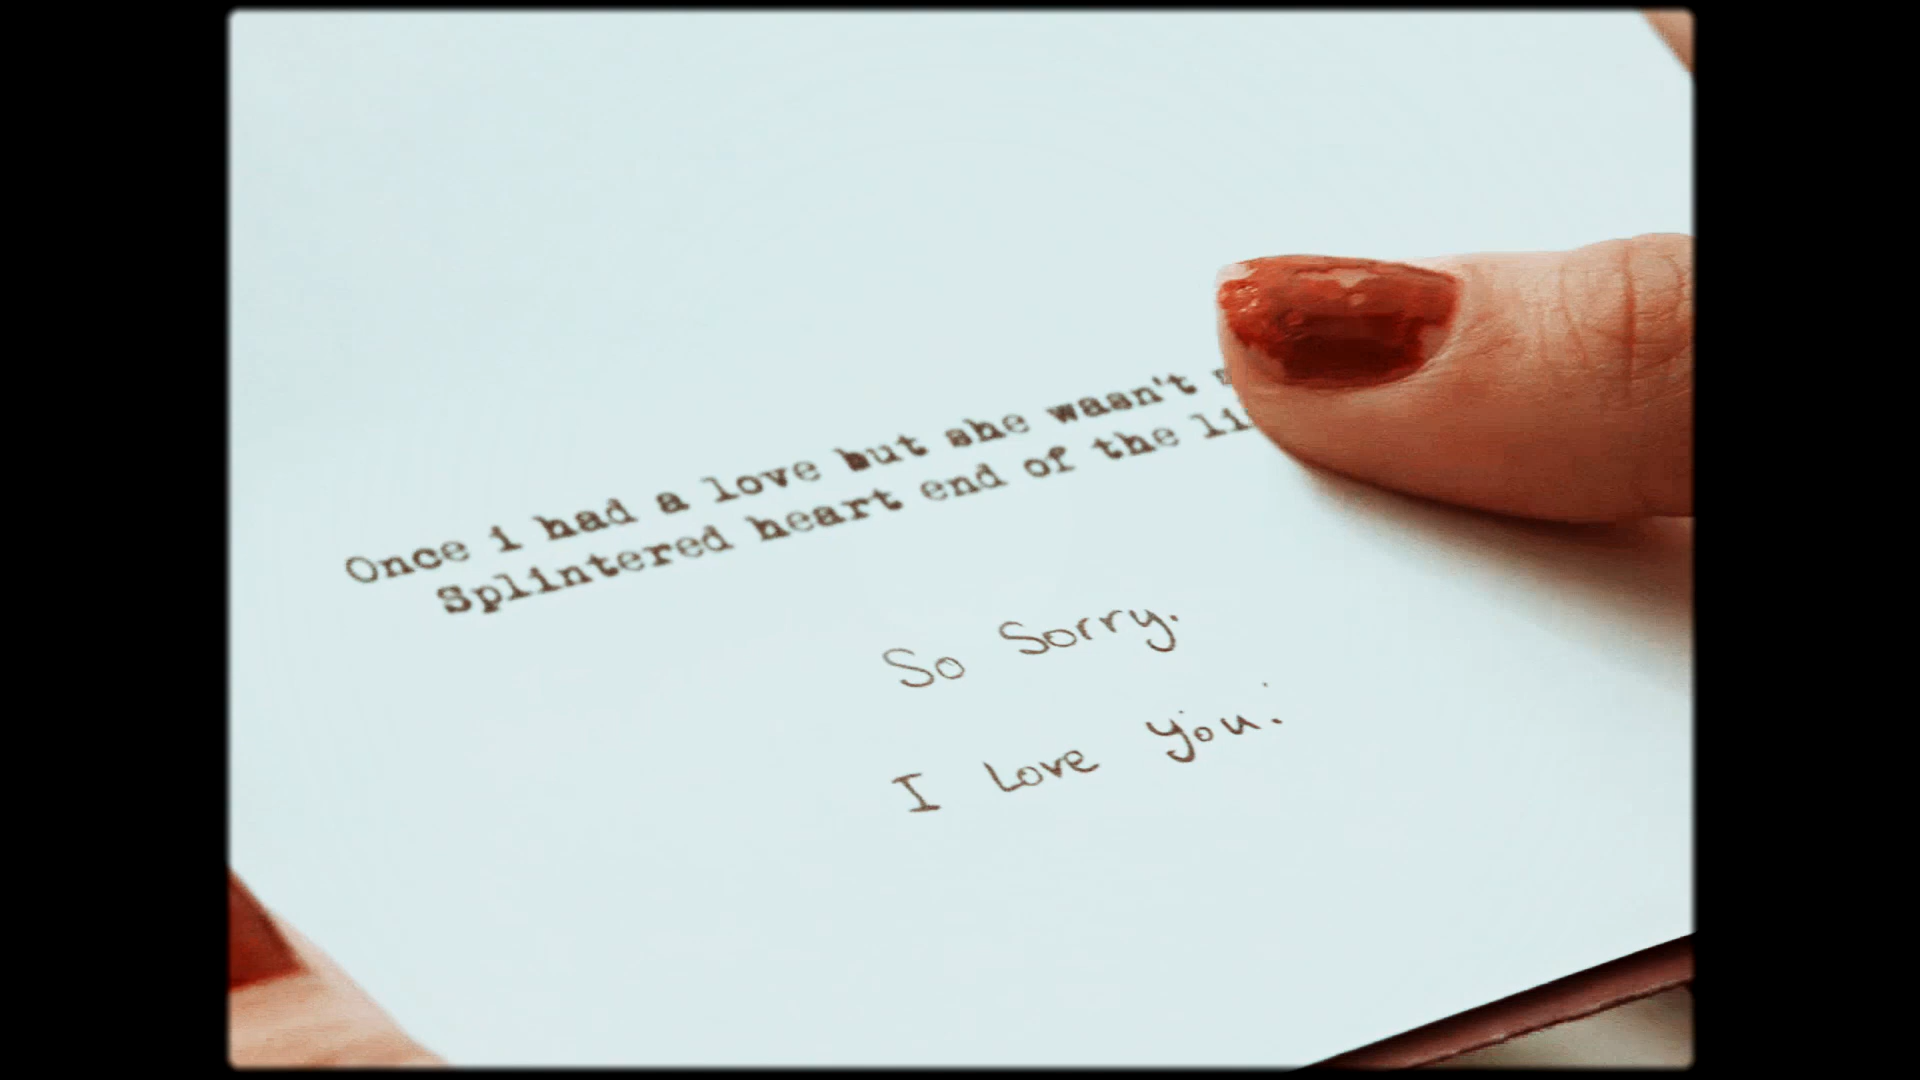 Once i had a love but she wasn't
Splintered heart end of the
So Sorry.
I Love you.